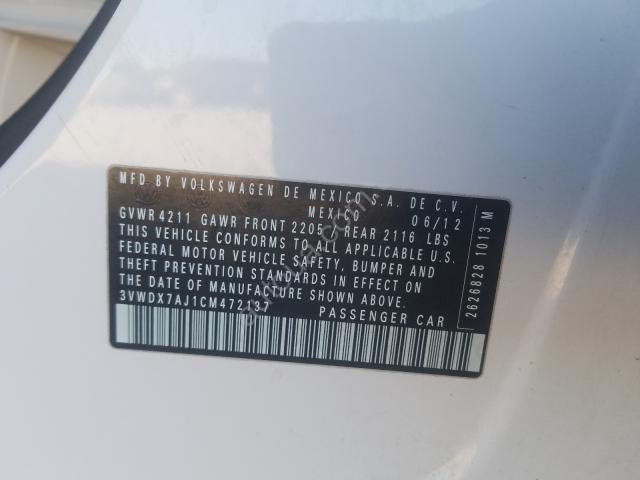 MFD BY VOLKSWAGEN DE MEXICO S.A. DE C.V.
MEXICO 06/12
GVWR 4211 GAWR FRONT 2205 REAR 2116 LBS
THIS VEHICLE CONFORMS TO ALL APPLICABLE U.S.
FEDERAL MOTOR VEHICLE SAFETY, BUMPER AND
THEFT PREVENTION STANDARDS IN EFFECT ON
THE DATE OF MANUFACTURE SHOWN ABOVE.
3VWDX7AJ1CM472137 PASSENGER CAR
2626828 1013 M